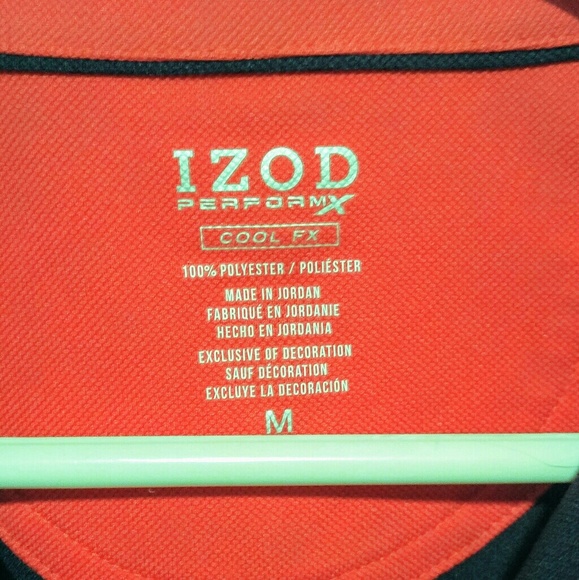 IZOD
PERFORMX
COOL FX
100% POLYESTER / POLIÉSTER
MADE IN JORDAN
FABRIQUÉ EN JORDANIE
HECHO EN JORDANIA
EXCLUSIVE OF DECORATION
SAUF DÉCORATION
EXCLUYE LA DECORACIÓN
M